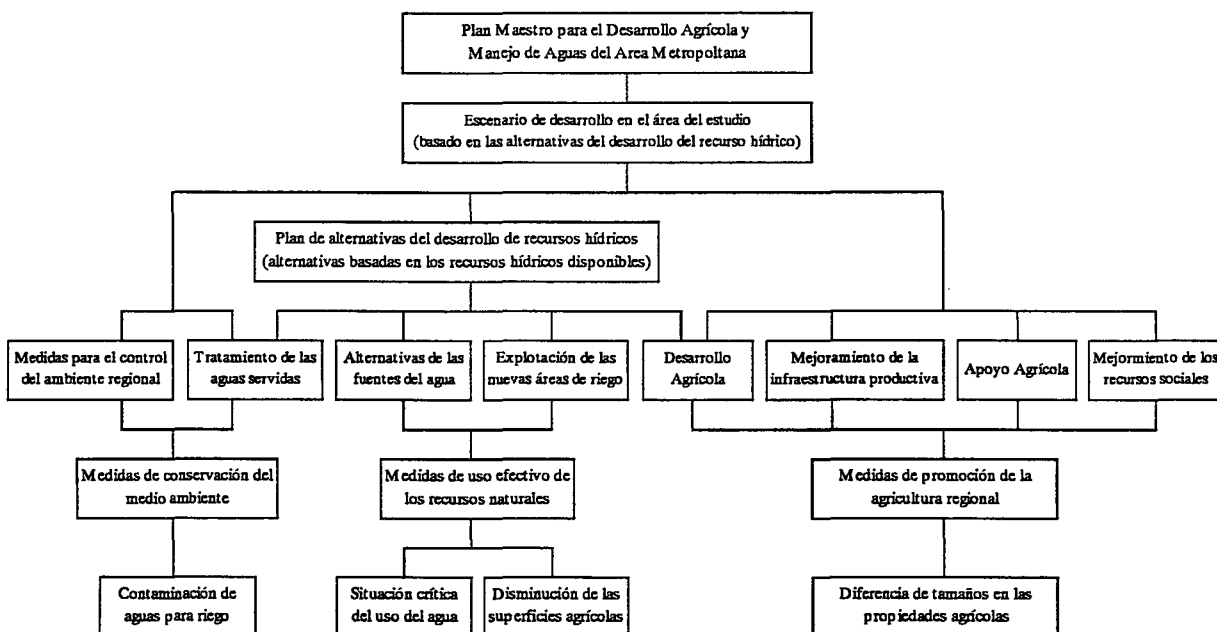 Plan Maestro para el Desarrollo Agrícola y
Manejo de Aguas del Area Metropoltana
Escenario de desarrollo en el área del estudio
(basado en las alternativas del desarrollo del recurso hídrico)
Plan de alternativas del desarrollo de recursos hídricos
(alternativas basadas en los recursos hídricos disponibles)
Medidas para el control
del ambiente regional
Tratamiento de las
aguas servidas
Alternativas de las
fuentes del agua
Explotación de las
nuevas áreas de riego
Desarrollo
Agrícola
Mejoramiento de la
infraestructura productiva
Apoyo Agrícola
Mejormiento de los
recursos sociales
Medidas de conservación del
medio ambiente
Medidas de uso efectivo de
los recursos naturales
Medidas de promoción de la
agricultura regional
Contaminación de
aguas para riego
Situación crítica
del uso del agua
Disminución de las
superficies agrícolas
Diferencia de tamaños en las
propiedades agrícolas